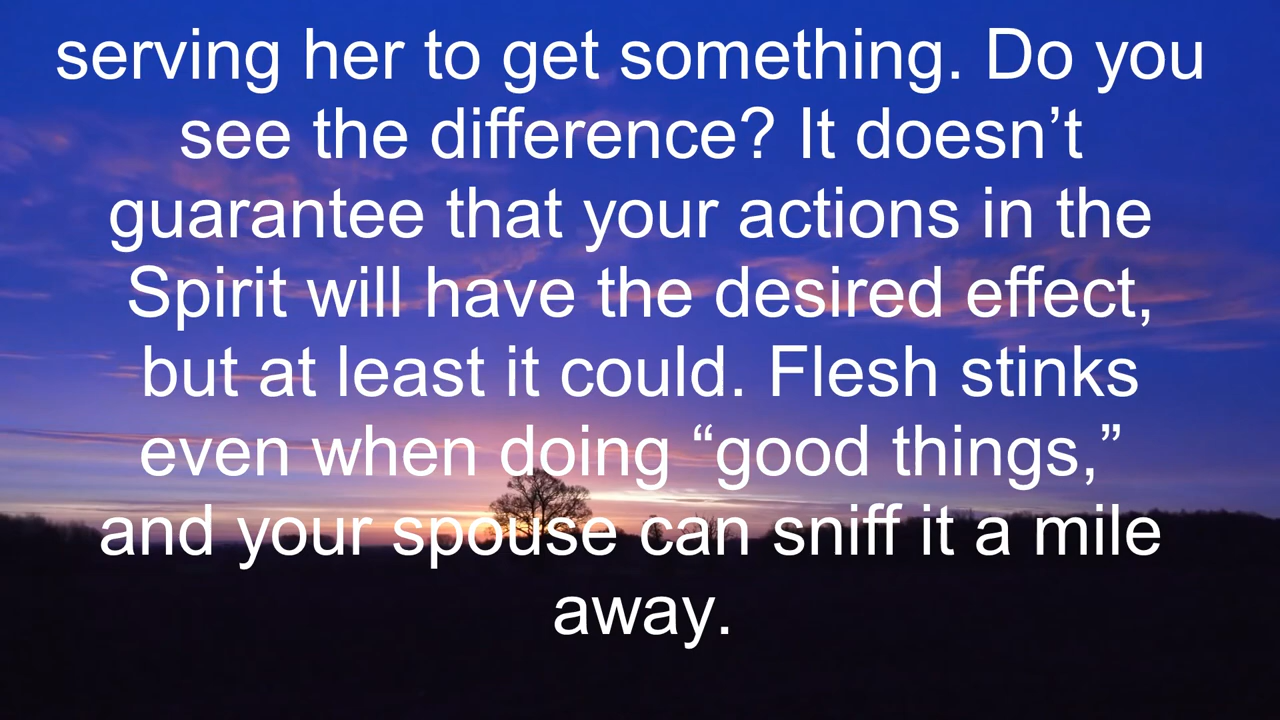 serving her to get something. Do you
see the difference? It doesn’t
guarantee that your actions in the
Spirit will have the desired effect,
but at least it could. Flesh stinks
even when doing “good things,”
and your spouse can sniff it a mile
away.